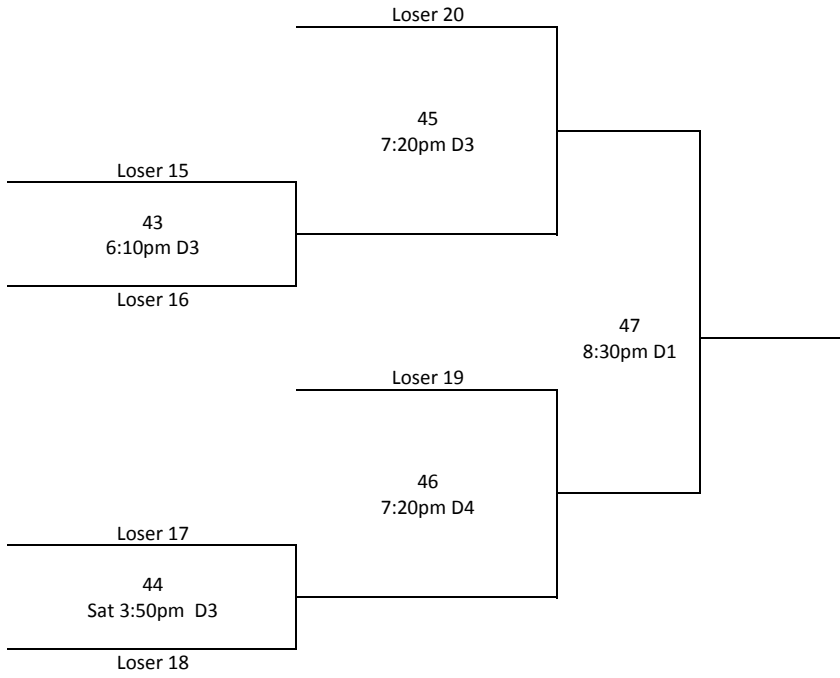 Loser 20
45
7:20pm D3
Loser 15
43
6:10pm D3
Loser 16
47
8:30pm D1
Loser 19
46
7:20pm D4
Loser 17
44
Sat 3:50pm  D3
Loser 18